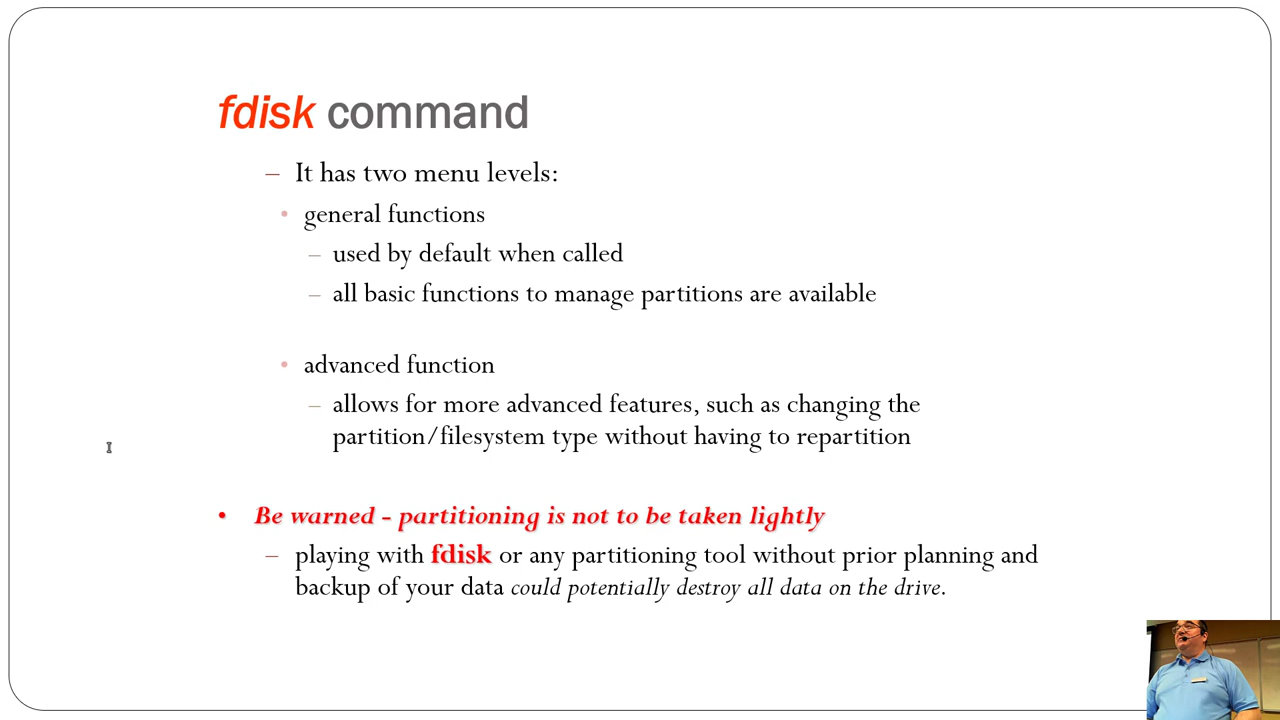 fdisk command
– It has two menu levels:
• general functions
– used by default when called
– all basic functions to manage partitions are available
• advanced function
– allows for more advanced features, such as changing the
partition/filesystem type without having to repartition
• Be warned - partitioning is not to be taken lightly
– playing with fdisk or any partitioning tool without prior planning and
backup of your data could potentially destroy all data on the drive.